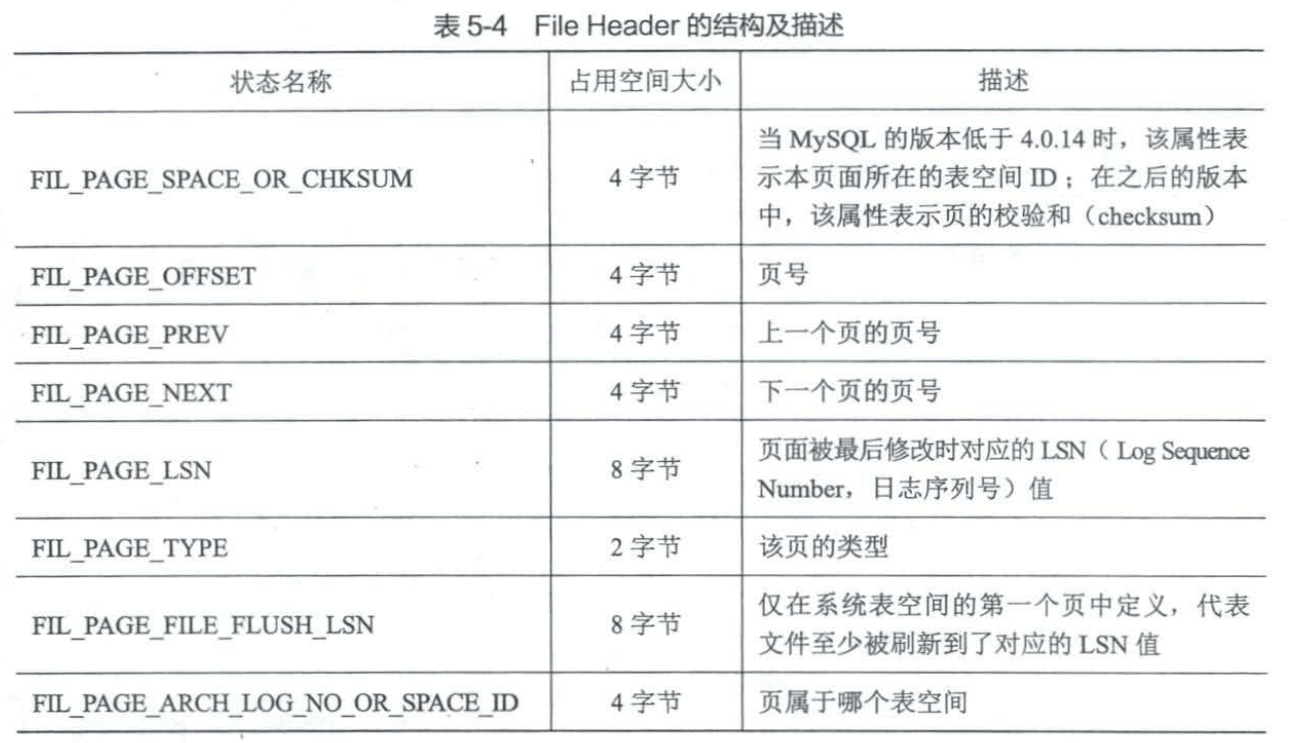 表 5-4 File Header 的结构及描述
状态名称 占用空间大小 描述
FIL_PAGE_SPACE_OR_CHKSUM 4 字节 当 MySQL 的版本低于 4.0.14 时，该属性表
示本页面所在的表空间 ID；在之后的版本
中，该属性表示页的校验和（checksum）
FIL_PAGE_OFFSET 4 字节 页号
FIL_PAGE_PREV 4 字节 上一个页的页号
FIL_PAGE_NEXT 4 字节 下一个页的页号
FIL_PAGE_LSN 8 字节 页面被最后修改时对应的 LSN（Log Sequence
Number，日志序列号）值
FIL_PAGE_TYPE 2 字节 该页的类型
FIL_PAGE_FILE_FLUSH_LSN 8 字节 仅在系统表空间的第一个页中定义，代表
文件至少被刷新到了对应的 LSN 值
FIL_PAGE_ARCH_LOG_NO_OR_SPACE_ID 4 字节 页属于哪个表空间